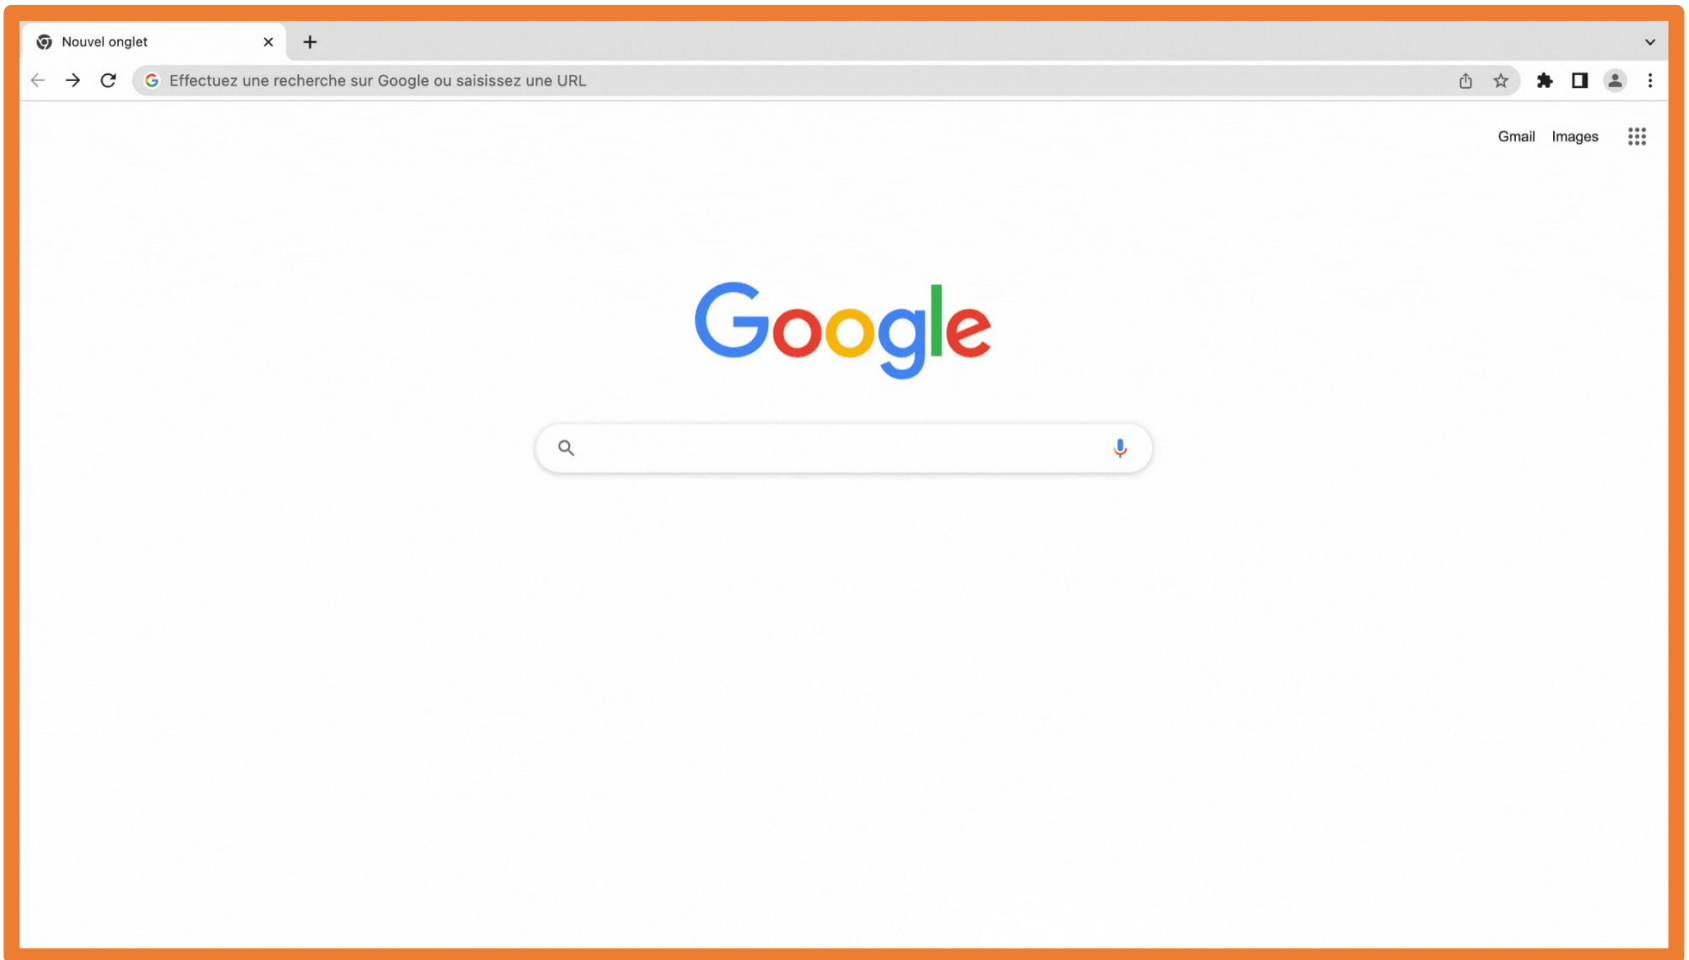 Nouvel onglet
Effectuez une recherche sur Google ou saisissez une URL
Gmail Images
Google